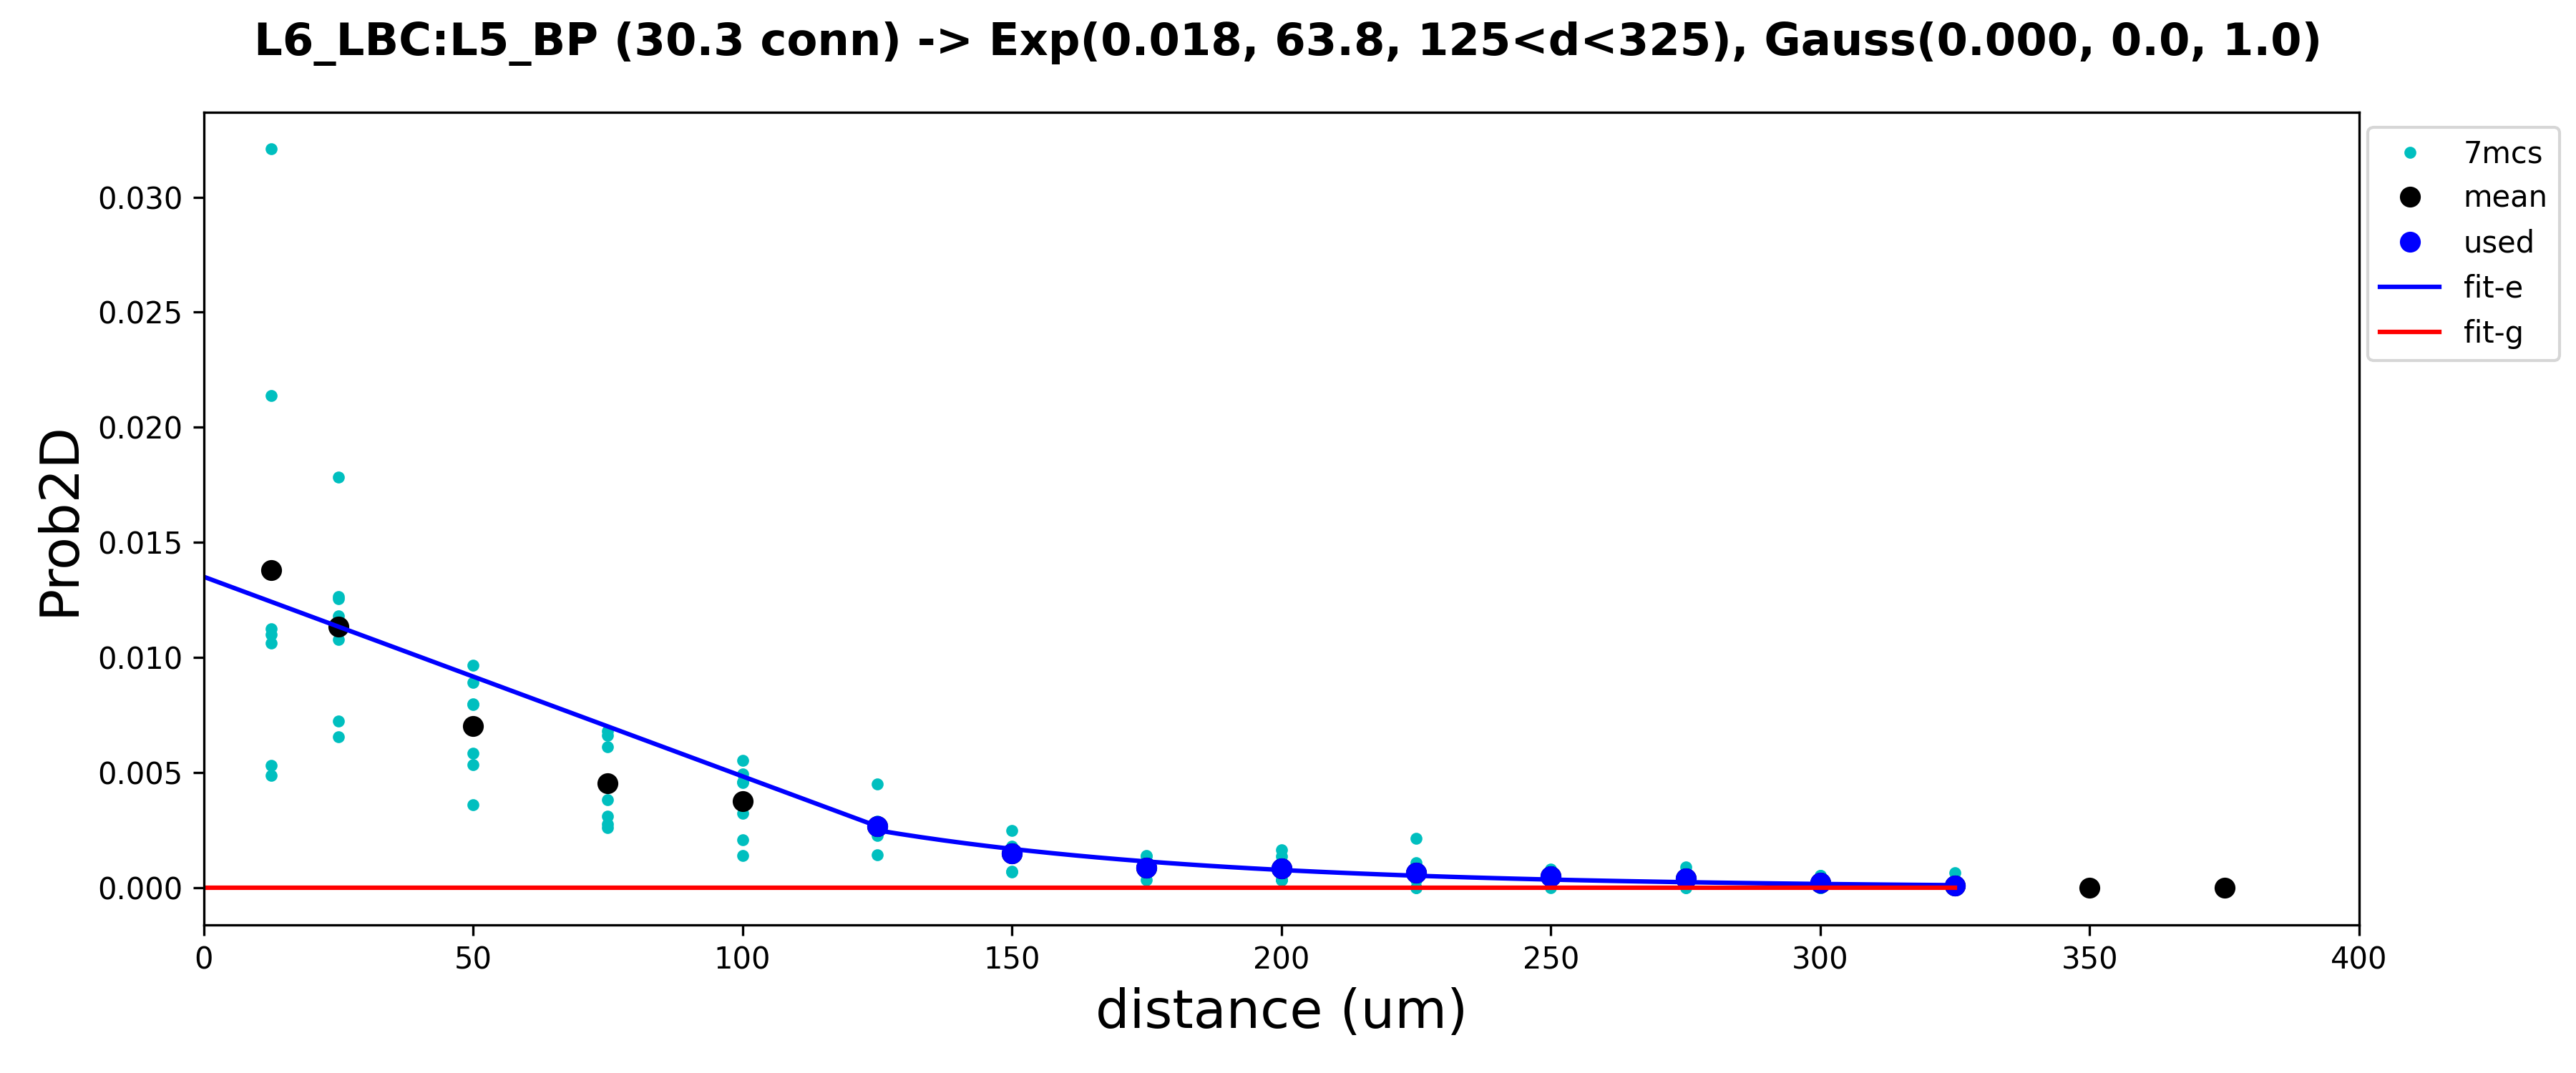 L6_LBC:L5_BP (30.3 conn) -> Exp(0.018, 63.8, 125<d<325), Gauss(0.000, 0.0, 1.0)
7mcs
mean
used
fit-e
fit-g
Prob2D
0.030
0.025
0.020
0.015
0.010
0.005
0.000
0 50 100 150 200 250 300 350 400
distance (um)